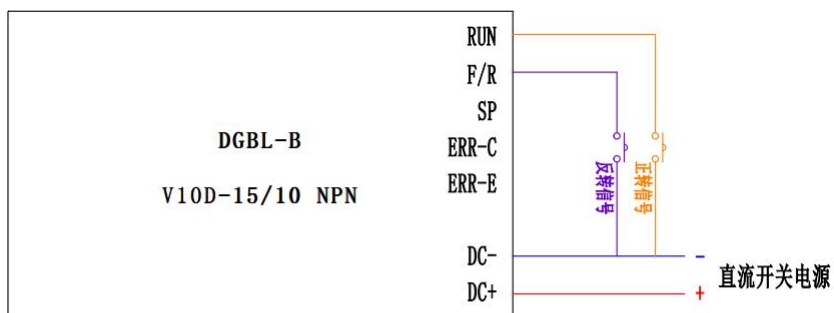 RUN
F/R
SP
DGBL-B
ERR-C
V10D-15/10 NPN
ERR-E
反转信号
正转信号
DC-
-
直流开关电源
DC+
+